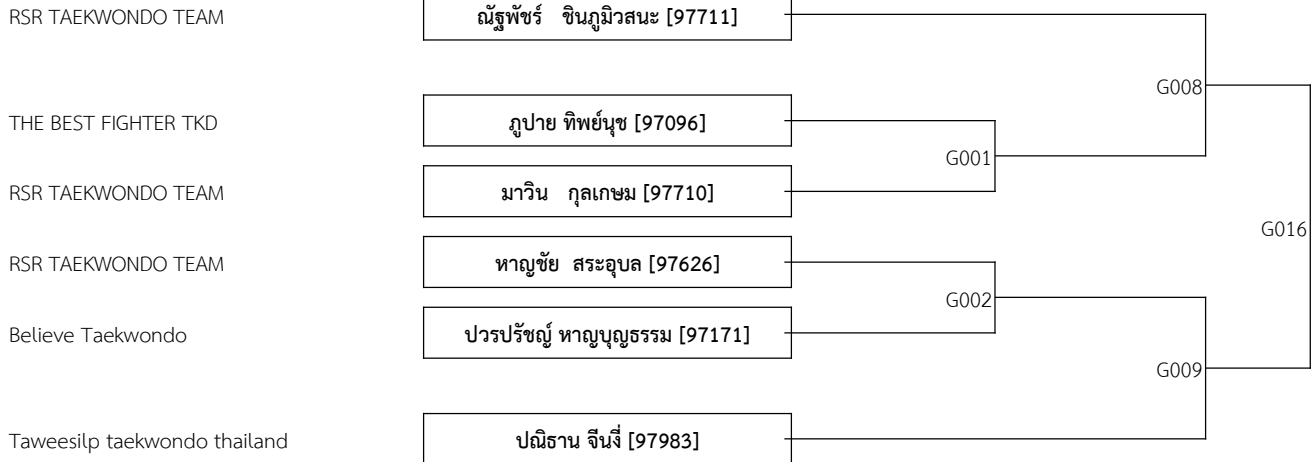 RSR TAEKWONDO TEAM ณัฐพัชร์ ชินภูมิวสนะ [97711]
G008
THE BEST FIGHTER TKD ภูปาย ทิพย์นุช [97096]
G001
RSR TAEKWONDO TEAM มาวิน กุลเกษม [97710]
G016
RSR TAEKWONDO TEAM หาญชัย สระอุบล [97626]
G002
Believe Taekwondo ปวรปรัชญ์ หาญบุญธรรม [97171]
G009
Taweesilp taekwondo thailand ปณิธาน จีนงี่ [97983]